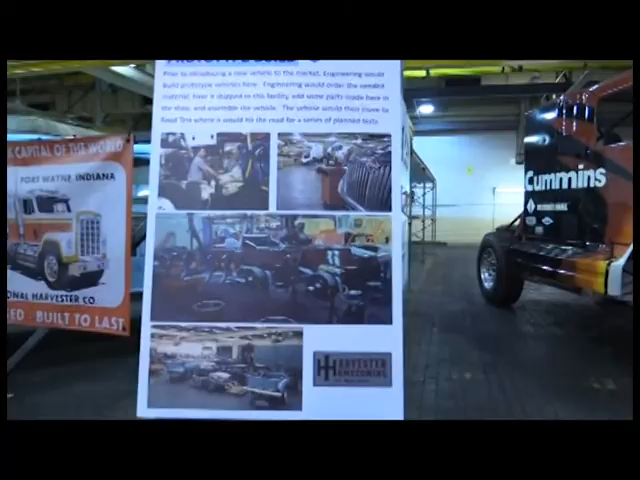 PROTOTYPE BUILD
Prior to introducing a new vehicle to the market, Engineering would
Build prototype vehicles here. Engineering would order the needed
material, have it shipped to this facility, add some parts made here in
the shop, and assemble the vehicle. The vehicle would then move to
Road Test where it would hit the road for a series of planned tests.
K CAPITAL OF THE WORLD
FORT WAYNE INDIANA
ONAL HARVESTER CO
BUILT TO LAST
HARVESTER
HOMECOMING
Cummins